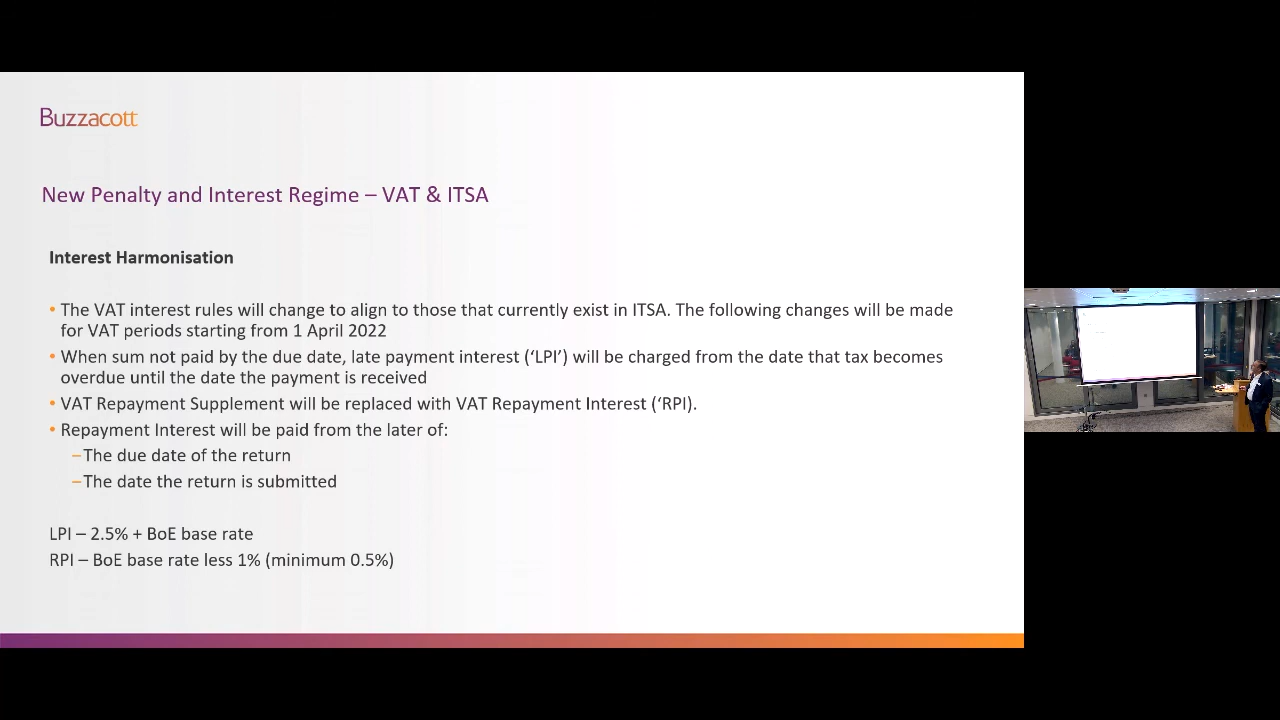 Buzzacott
New Penalty and Interest Regime – VAT & ITSA
Interest Harmonisation
• The VAT interest rules will change to align to those that currently exist in ITSA. The following changes will be made
for VAT periods starting from 1 April 2022
• When sum not paid by the due date, late payment interest (‘LPI’) will be charged from the date that tax becomes
overdue until the date the payment is received
• VAT Repayment Supplement will be replaced with VAT Repayment Interest (‘RPI).
• Repayment Interest will be paid from the later of:
–The due date of the return
–The date the return is submitted
LPI – 2.5% + BoE base rate
RPI – BoE base rate less 1% (minimum 0.5%)